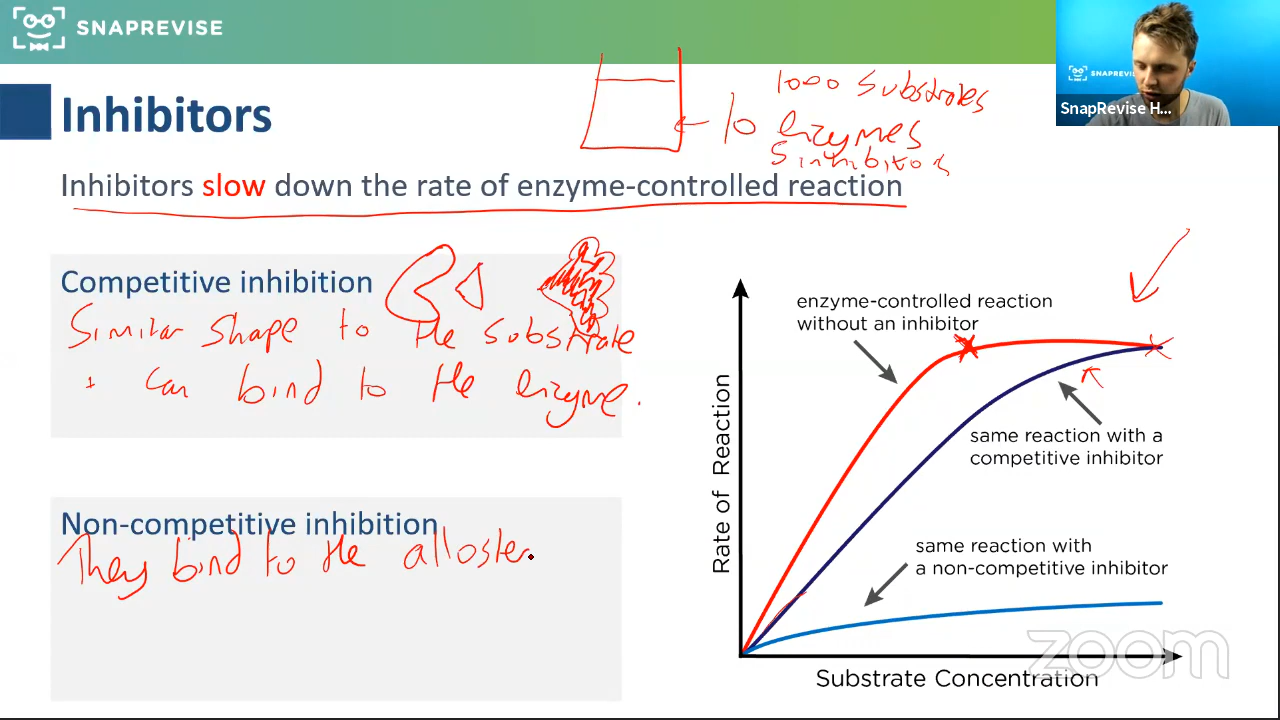 SNAPREVISE
SNAPREVISE
SnapRevise H...
1000 substrates
Inhibitors
10 enzymes
5 inhibitors
Inhibitors slow down the rate of enzyme-controlled reaction
Competitive inhibition
Similar shape to the substrate
+ can bind to the enzyme.
Non-competitive inhibition
They bind to the alloster
enzyme-controlled reaction
without an inhibitor
same reaction with a
competitive inhibitor
same reaction with
a non-competitive inhibitor
Rate of Reaction
Substrate Concentration
zoom